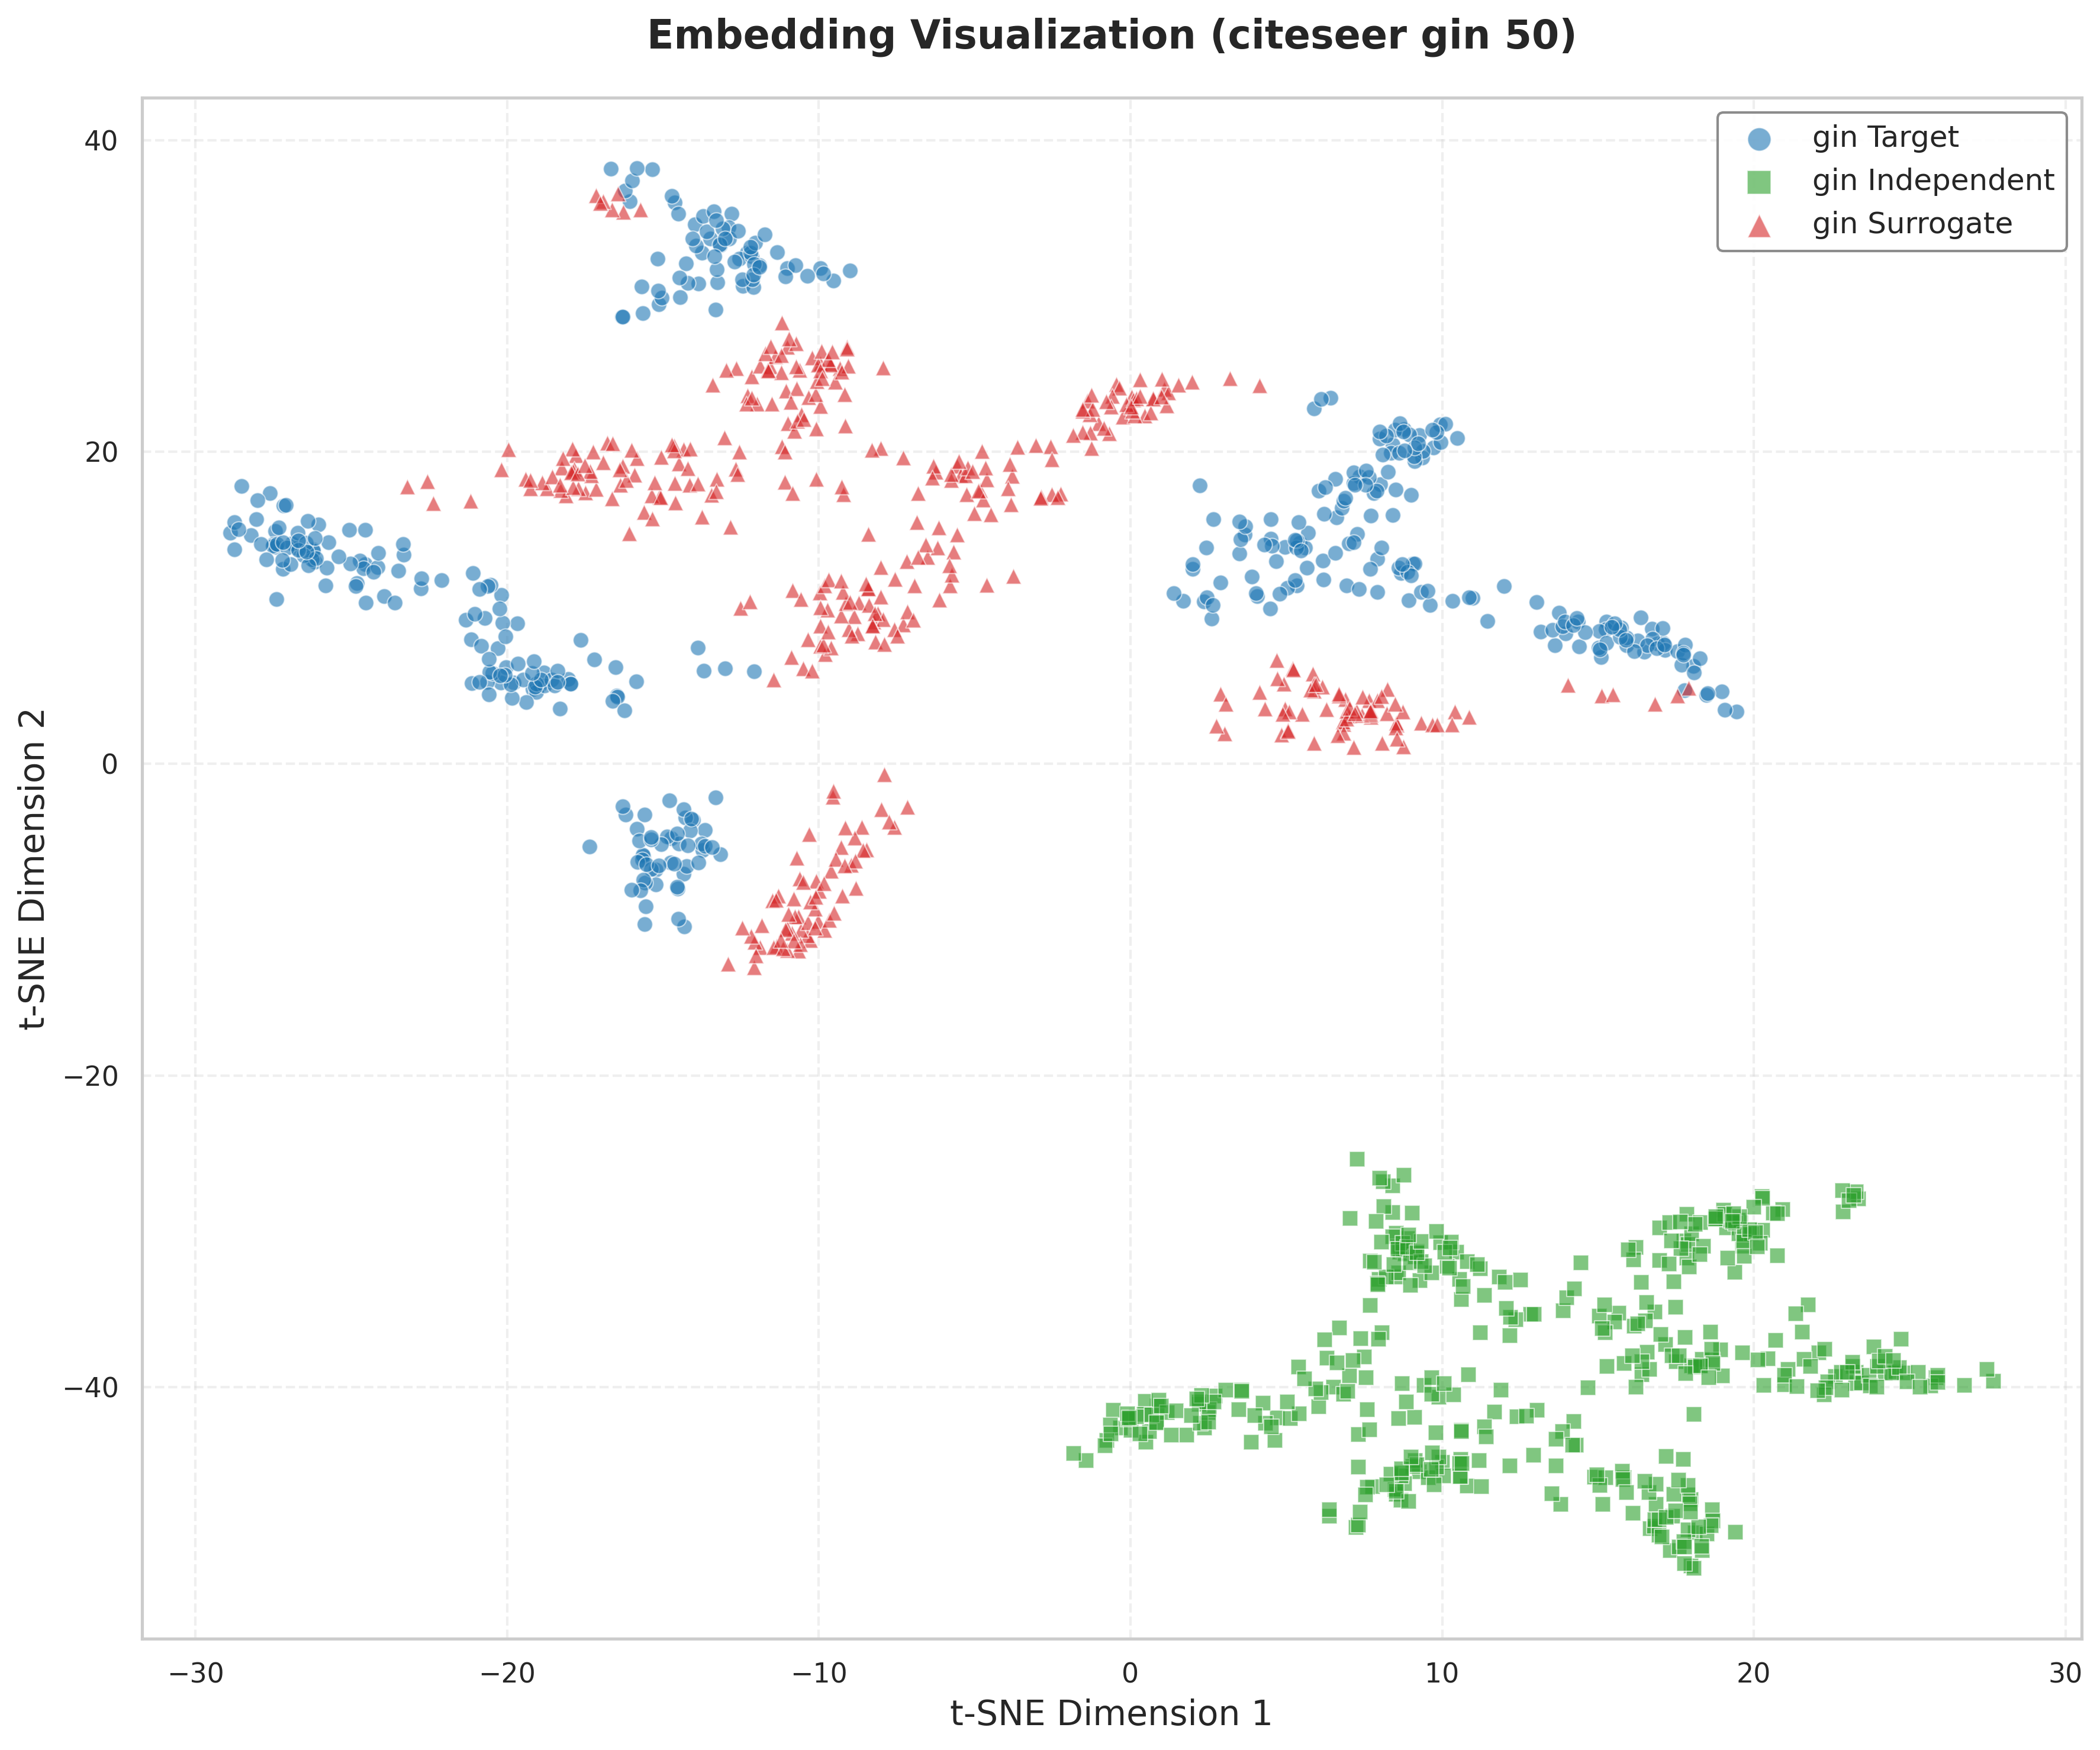 Embedding Visualization (citeseer gin 50)
gin Target
gin Independent
gin Surrogate
40
20
0
−20
−40
t-SNE Dimension 2
−30
−20
−10
0
10
20
30
t-SNE Dimension 1